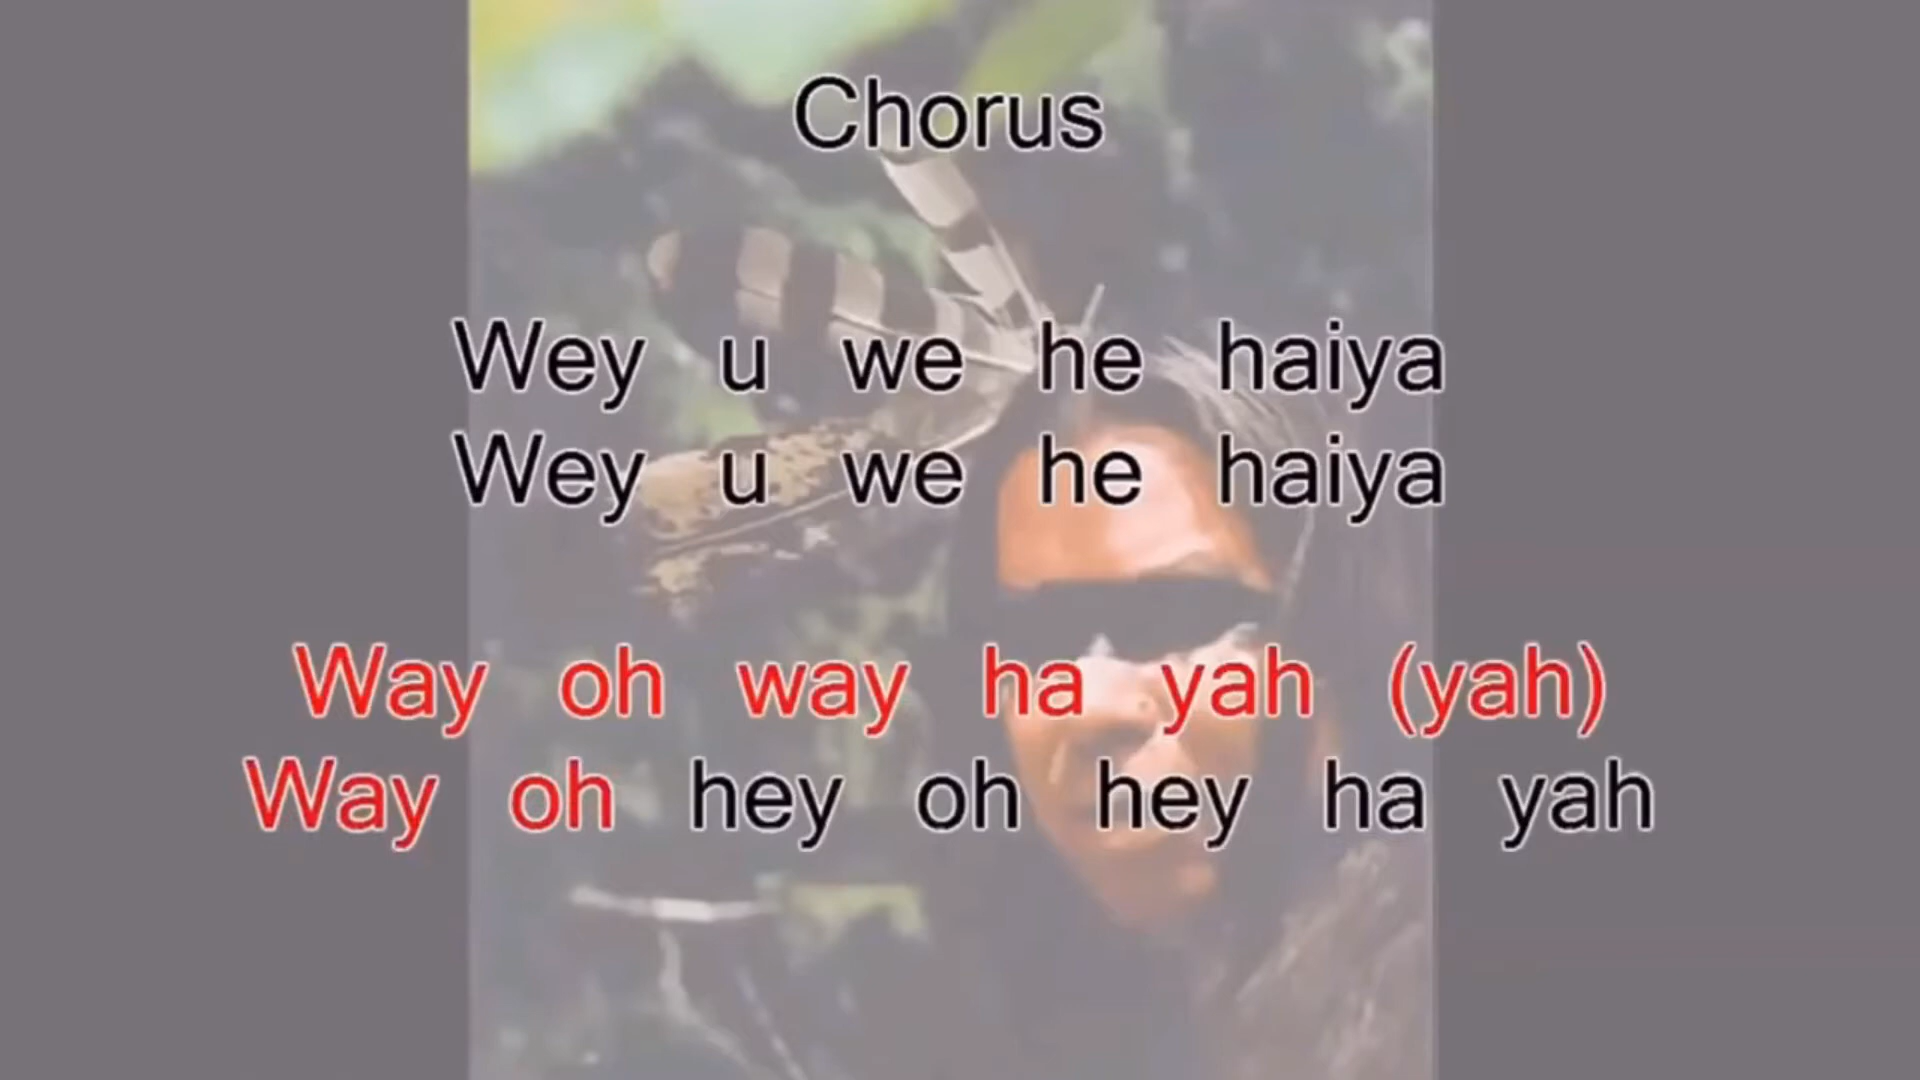 Chorus
Wey u we he haiya
Wey u we he haiya
Way oh way ha yah (yah)
Way oh hey oh hey ha yah